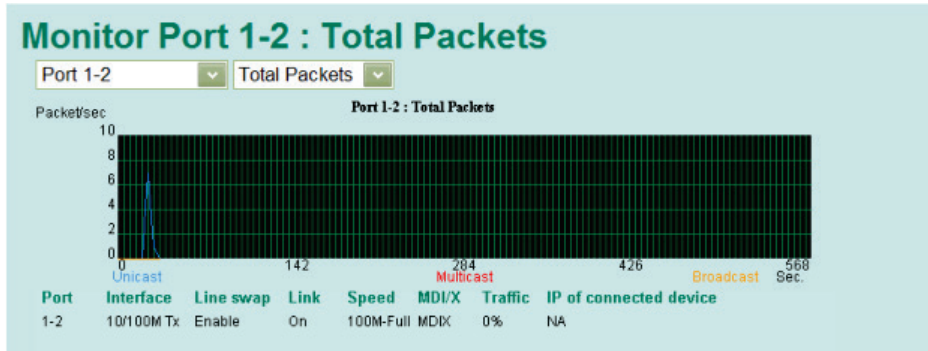 Monitor Port 1-2 : Total Packets
Port 1-2 Total Packets
Packet/sec Port 1-2 : Total Packets
10
8
6
4
2
0
0 142 284 426 568
Unicast Multicast Broadcast Sec.
Port Interface Line swap Link Speed MDI/X Traffic IP of connected device
1-2 10/100M Tx Enable On 100M-Full MDIX 0% NA